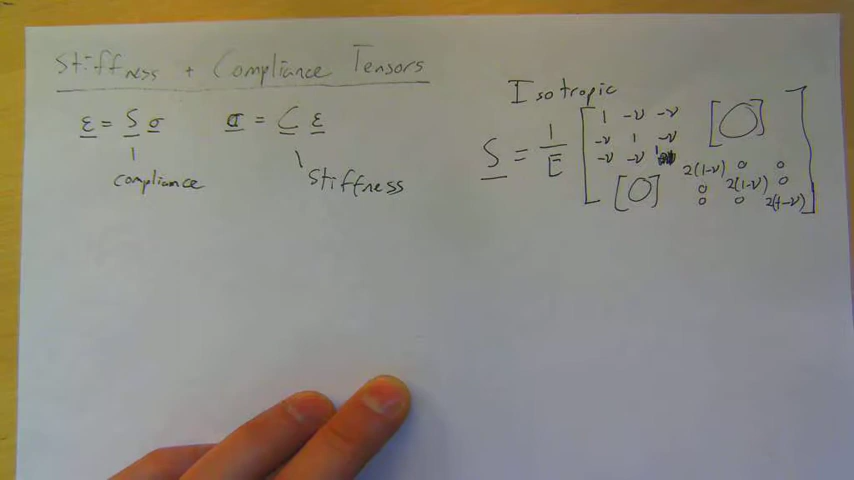 Stiffness + Compliance Tensors
ε = S σ
σ = C ε
compliance
Stiffness
Isotropic
S = 1/E
1 -ν -ν [0]
-ν 1 -ν
-ν -ν 1
[0] 2(1-ν) 0 0
0 2(1-ν) 0
0 0 2(1-ν)